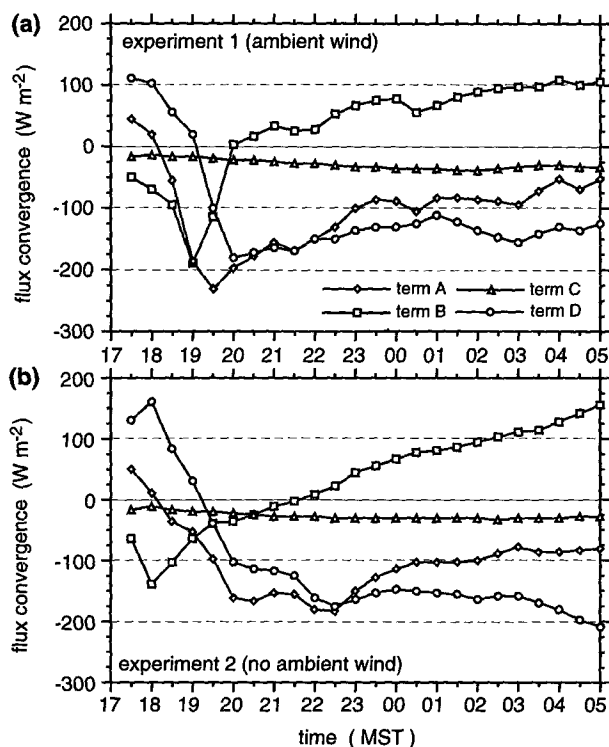 (a)
200
experiment 1 (ambient wind)
100
0
-100
-200
-300
flux convergence (W m⁻²)
term A
term C
term B
term D
17 18 19 20 21 22 23 00 01 02 03 04 05
(b)
200
100
0
-100
-200
-300
flux convergence (W m⁻²)
experiment 2 (no ambient wind)
17 18 19 20 21 22 23 00 01 02 03 04 05
time ( MST )